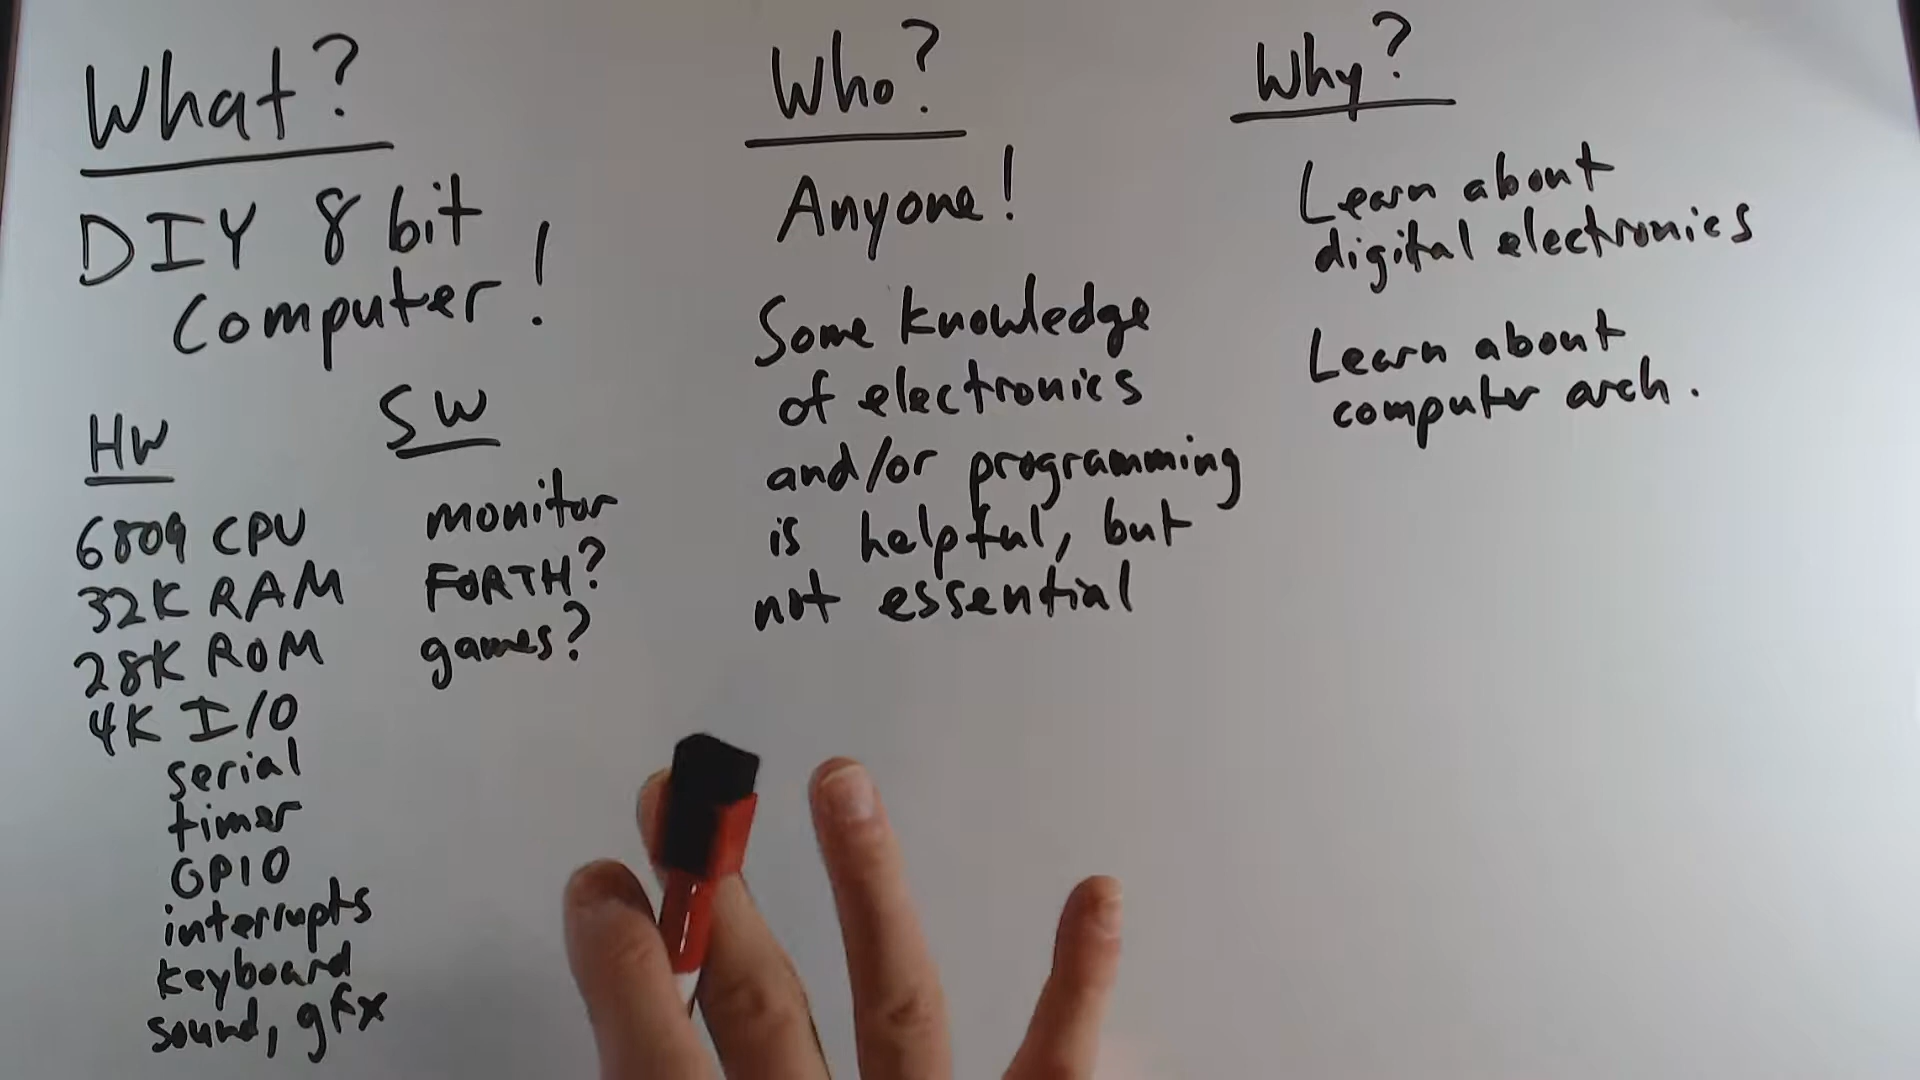 What?
DIY 8 bit
Computer!
HW
6809 CPU
32K RAM
28K ROM
4K I/O
serial
timer
GPIO
interrupts
keyboard
sound, gfx
SW
monitor
FORTH?
games?
Who?
Anyone!
Some knowledge
of electronics
and/or programming
is helpful, but
not essential
Why?
Learn about
digital electronics
Learn about
computer arch.